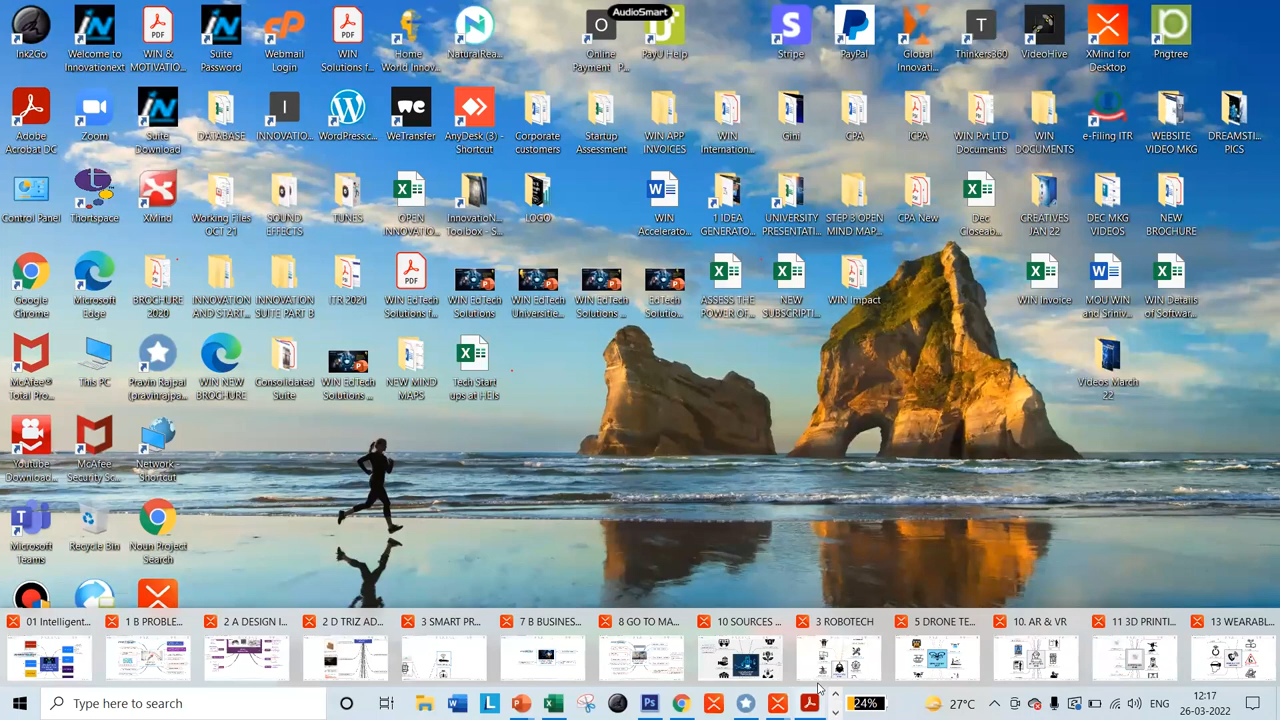 AudioSmart
Ink2Go
Welcome to Innovationext
WIN & MOTIVATIO...
Suite Password
Webmail Login
WIN Solutions f...
Home World Innov...
NaturalRea...
Online Payment _P...
PayU Help
Stripe
PayPal
Global Innovati...
Thinkers360
VideoHive
XMind for Desktop
Pngtree
Adobe Acrobat DC
Zoom
Suite Download
DATABASE
INNOVATIO...
WordPress.c...
WeTransfer
AnyDesk (3) - Shortcut
Corporate customers
Startup Assessment
WIN APP INVOICES
WIN Internation...
Gini
CPA
ICPA
WIN Pvt LTD Documents
WIN DOCUMENTS
e-Filing ITR
WEBSITE VIDEO MKG
DREAMSTI... PICS
Control Panel
Thortspace
XMind
Working Files OCT 21
SOUND EFFECTS
TUNES
OPEN INNOVATIO...
InnovatioN... Toolbox - S...
LOGO
WIN Accelerato...
1 IDEA GENERATO...
UNIVERSITY PRESENTATI...
STEP 3 OPEN MIND MAP...
CPA New
Dec Closeab...
CREATIVES JAN 22
DEC MKG VIDEOS
NEW BROCHURE
Google Chrome
Microsoft Edge
BROCHURE 2020
INNOVATION AND START...
INNOVATION SUITE PART B
ITR 2021
WIN EdTech Solutions f...
WIN EdTech Solutions
WIN EdTech Universitie...
WIN EdTech Solutions ...
EdTech Solutio...
ASSESS THE POWER OF...
NEW SUBSCRIPTI...
WIN Impact
WIN Invoice
MOU WIN and Sriniv...
WIN Details of Softwar...
McAfee® Total Pro...
This PC
Pravin Rajpal (pravinrajpa...
WIN NEW BROCHURE
Consolidated Suite
WIN EdTech Solutions ...
NEW MIND MAPS
Tech Start ups at HEIs
Videos March 22
Youtube Download...
McAfee Security Sc...
Network - Shortcut
Microsoft Teams
Recycle Bin
Noun Project Search
01 Intelligent...
1 B PROBLE...
2 A DESIGN I...
2 D TRIZ AD...
3 SMART PR...
7 B BUSINES...
8 GO TO MA...
10 SOURCES ...
3 ROBOTECH
5 DRONE TE...
10. AR & VR
11 3D PRINTI...
13 WEARABL...
Type here to search
24%
27°C
ENG
12:17
26-03-2022